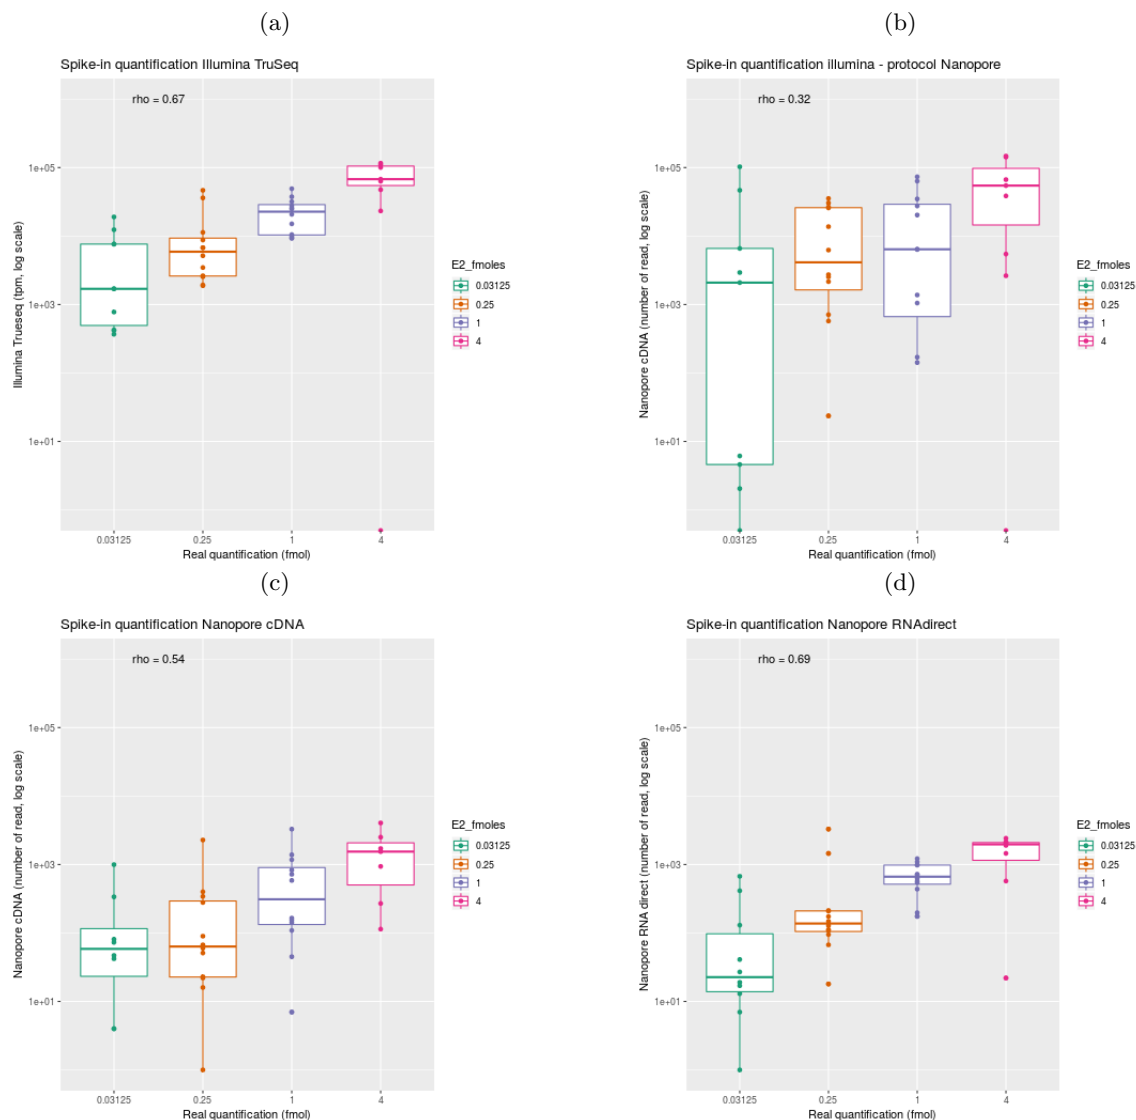 (a)
Spike-in quantification Illumina TruSeq
rho = 0.67
1e+05
1e+03
1e+01
Illumina Trueseq (tpm, log scale)
0.03125
0.25
1
4
Real quantification (fmol)
E2_fmoles
0.03125
0.25
1
4
(b)
Spike-in quantification illumina - protocol Nanopore
rho = 0.32
1e+05
1e+03
1e+01
Nanopore cDNA (number of read, log scale)
0.03125
0.25
1
4
Real quantification (fmol)
E2_fmoles
0.03125
0.25
1
4
(c)
Spike-in quantification Nanopore cDNA
rho = 0.54
1e+05
1e+03
1e+01
Nanopore cDNA (number of read, log scale)
0.03125
0.25
1
4
Real quantification (fmol)
E2_fmoles
0.03125
0.25
1
4
(d)
Spike-in quantification Nanopore RNAdirect
rho = 0.69
1e+05
1e+03
1e+01
Nanopore RNA direct (number of read, log scale)
0.03125
0.25
1
4
Real quantification (fmol)
E2_fmoles
0.03125
0.25
1
4